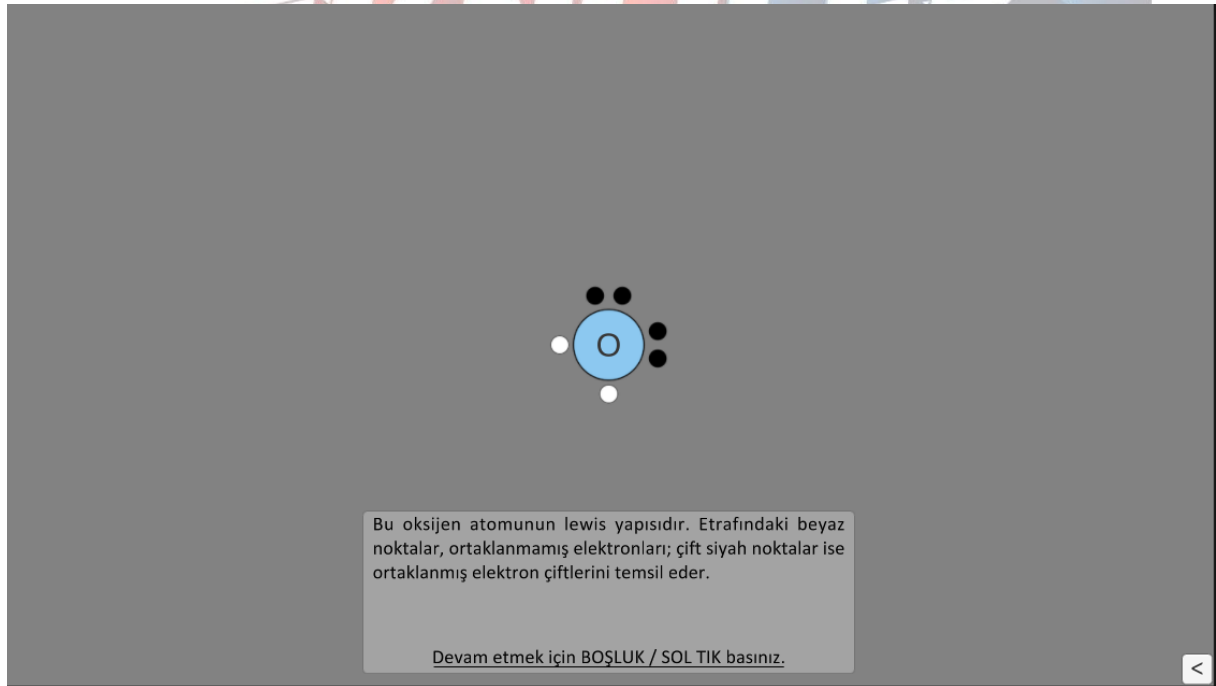 O
Bu oksijen atomunun lewis yapısıdır. Etrafındaki beyaz
noktalar, ortaklanmamış elektronları; çift siyah noktalar ise
ortaklanmış elektron çiftlerini temsil eder.
Devam etmek için BOŞLUK / SOL TIK basınız.
<